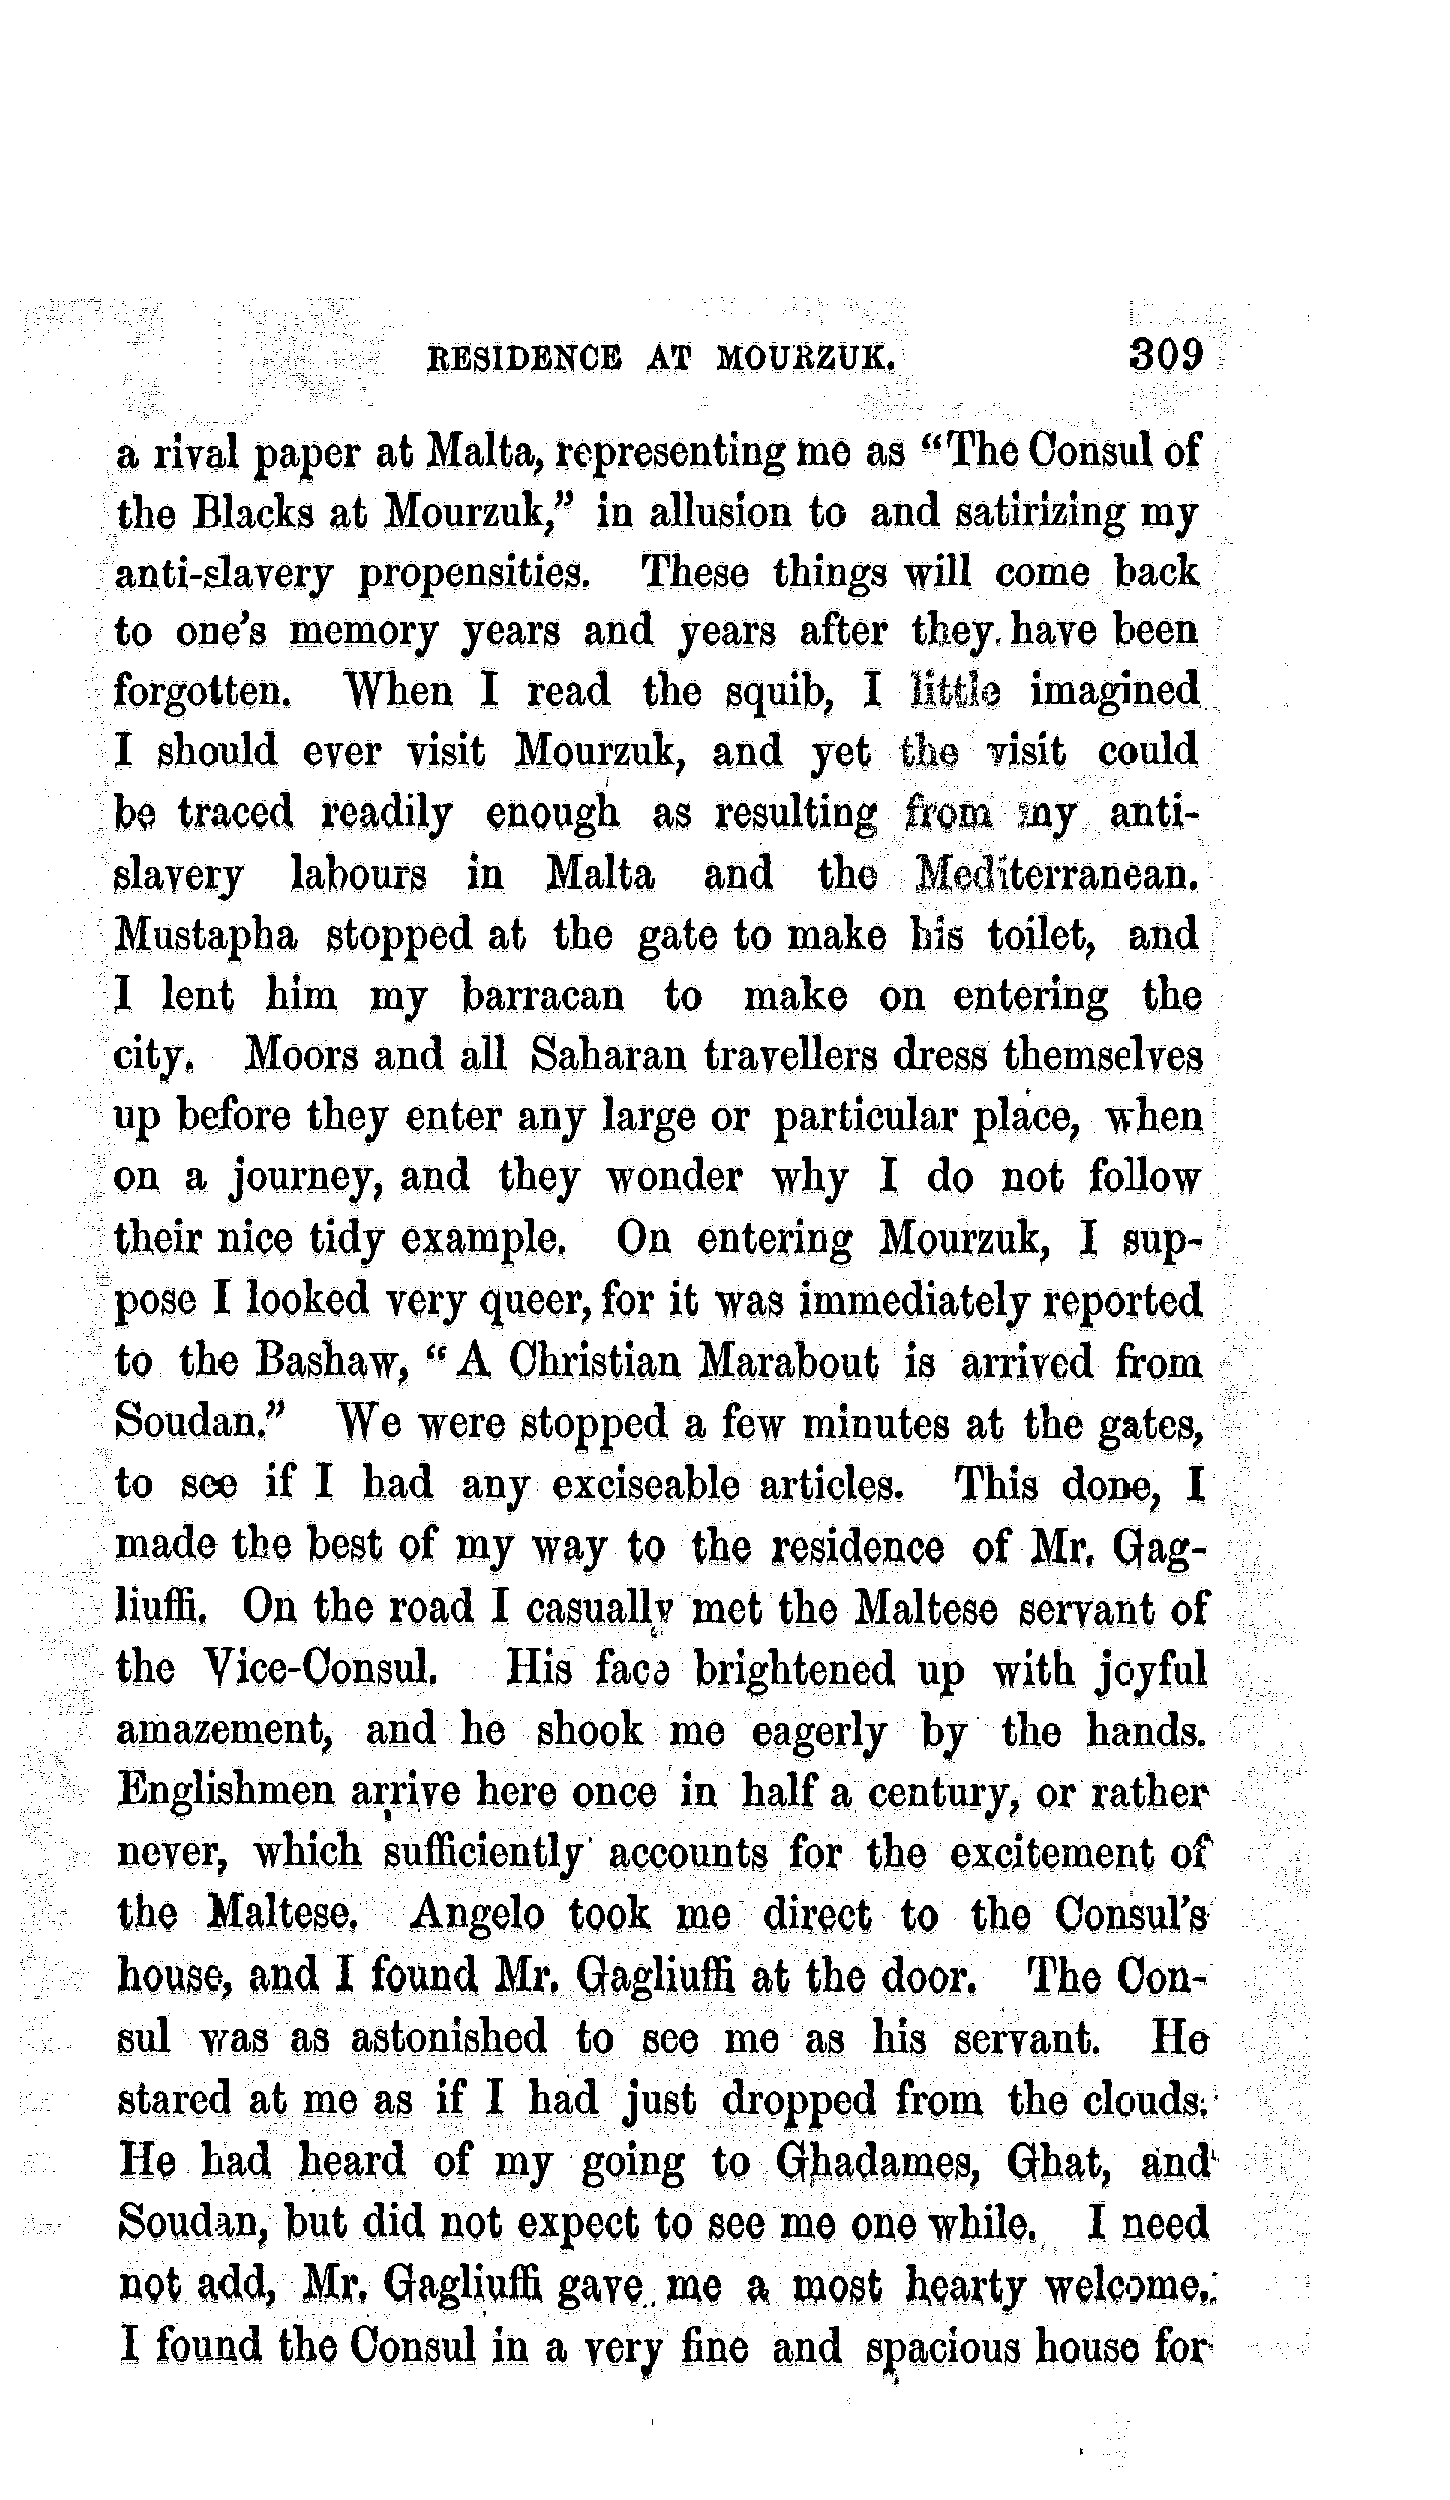 RESIDENCE AT MOURZUK. 309
a rival paper at Malta, representing me as “The Consul of
the Blacks at Mourzuk,” in allusion to and satirizing my
anti-slavery propensities. These things will come back
to one’s memory years and years after they have been
forgotten. When I read the squib, I little imagined
I should ever visit Mourzuk, and yet the visit could
be traced readily enough as resulting from my anti-
slavery labours in Malta and the Mediterranean.
Mustapha stopped at the gate to make his toilet, and
I lent him my barracan to make on entering the
city. Moors and all Saharan travellers dress themselves
up before they enter any large or particular place, when
on a journey, and they wonder why I do not follow
their nice tidy example. On entering Mourzuk, I sup-
pose I looked very queer, for it was immediately reported
to the Bashaw, “A Christian Marabout is arrived from
Soudan.” We were stopped a few minutes at the gates,
to see if I had any exciseable articles. This done, I
made the best of my way to the residence of Mr. Gag-
liuffi. On the road I casually met the Maltese servant of
the Vice-Consul. His face brightened up with joyful
amazement, and he shook me eagerly by the hands.
Englishmen arrive here once in half a century, or rather
never, which sufficiently accounts for the excitement of
the Maltese. Angelo took me direct to the Consul’s
house, and I found Mr. Gagliuffi at the door. The Con-
sul was as astonished to see me as his servant. He
stared at me as if I had just dropped from the clouds.
He had heard of my going to Ghadames, Ghat, and
Soudan, but did not expect to see me one while. I need
not add, Mr. Gagliuffi gave me a most hearty welcome.
I found the Consul in a very fine and spacious house for